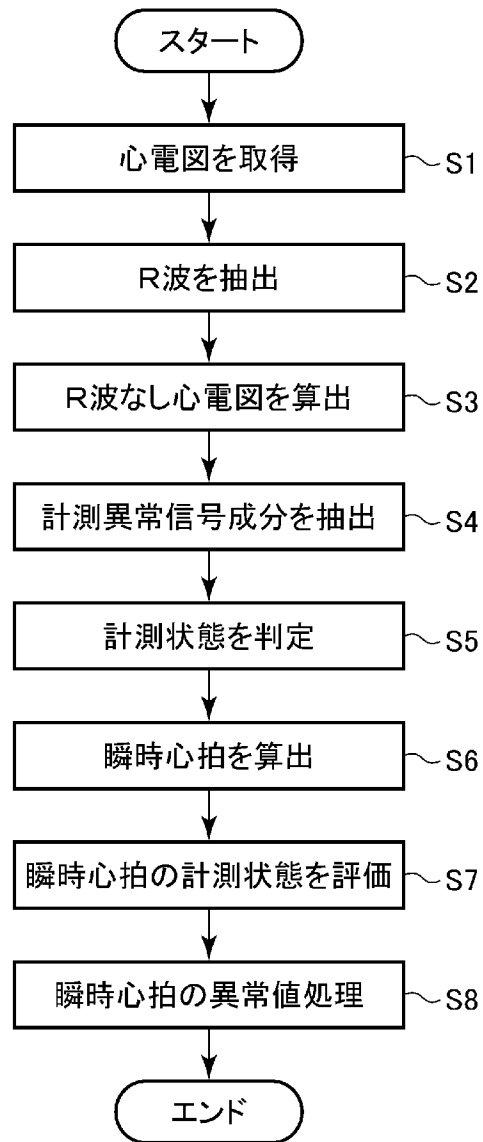 スタート
心電図を取得
S1
R波を抽出
S2
R波なし心電図を算出
S3
計測異常信号成分を抽出
S4
計測状態を判定
S5
瞬時心拍を算出
S6
瞬時心拍の計測状態を評価
S7
瞬時心拍の異常値処理
S8
エンド